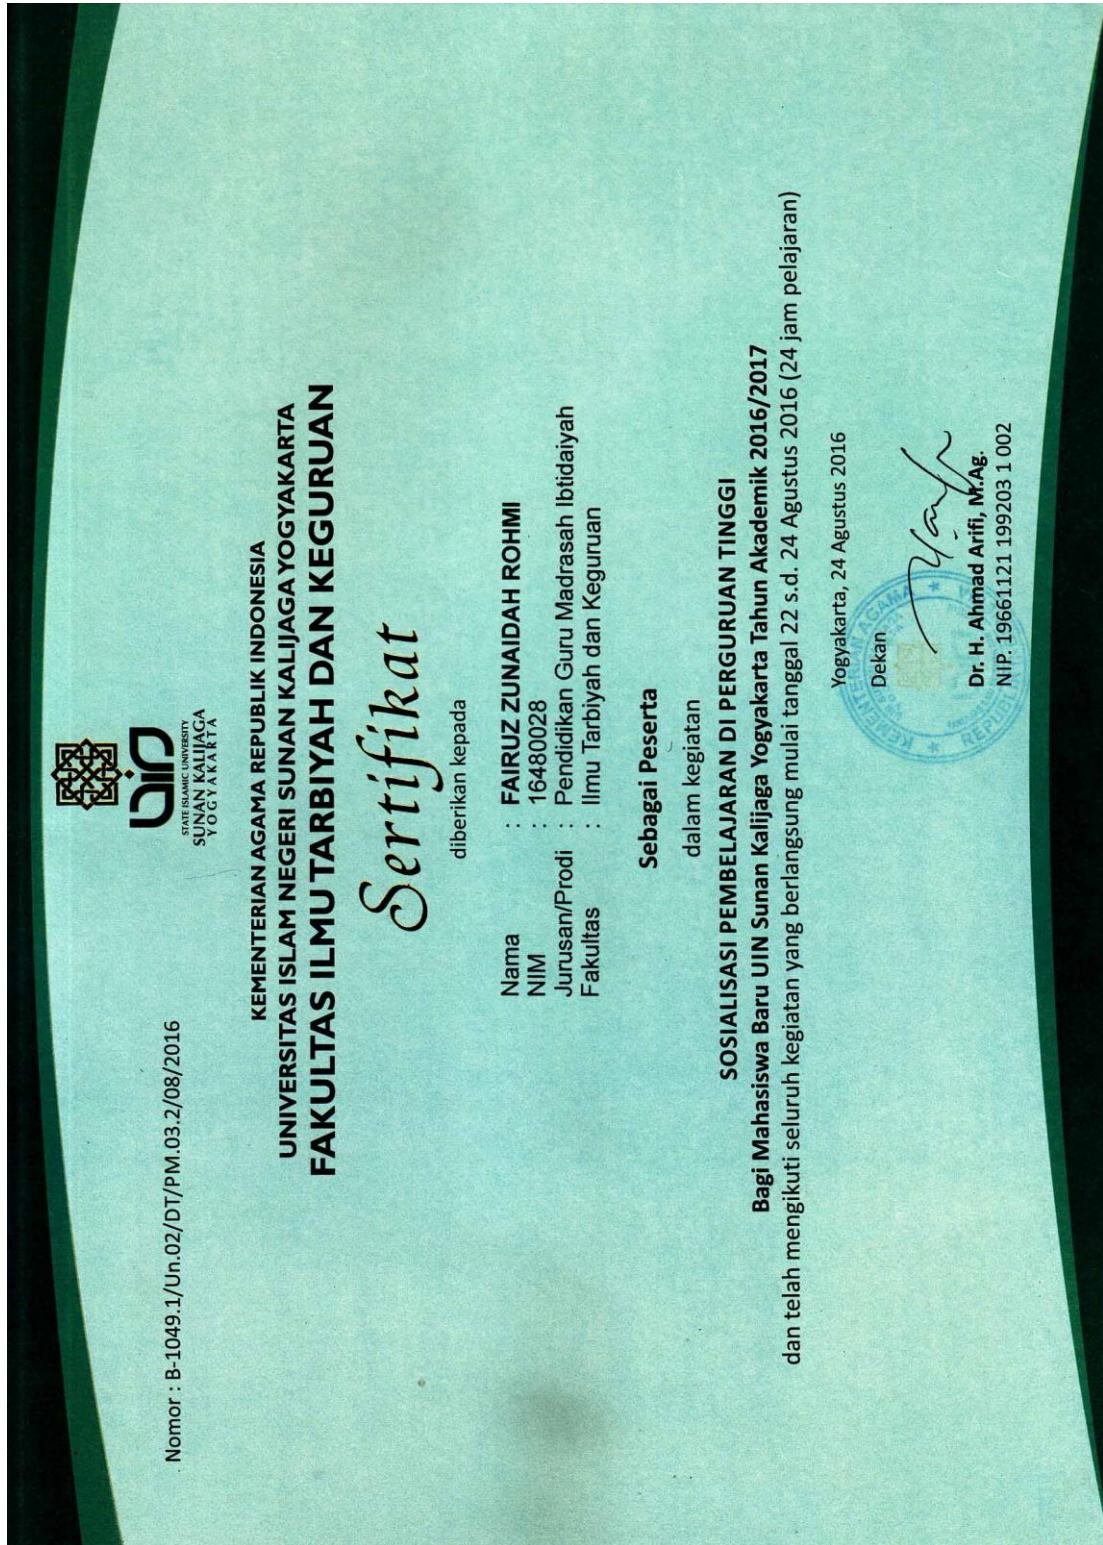 Nomor : B-1049.1/Un.02/DT/PM.03.2/08/2016
uin
STATE ISLAMIC UNIVERSITY
SUNAN KALIJAGA
YOGYAKARTA
KEMENTERIAN AGAMA REPUBLIK INDONESIA
UNIVERSITAS ISLAM NEGERI SUNAN KALIJAGA YOGYAKARTA
FAKULTAS ILMU TARBIYAH DAN KEGURUAN
Sertifikat
diberikan kepada
Nama : FAIRUZ ZUNAIDAH ROHMI
NIM : 16480028
Jurusan/Prodi : Pendidikan Guru Madrasah Ibtidaiyah
Fakultas : Ilmu Tarbiyah dan Keguruan
Sebagai Peserta
dalam kegiatan
SOSIALISASI PEMBELAJARAN DI PERGURUAN TINGGI
Bagi Mahasiswa Baru UIN Sunan Kalijaga Yogyakarta Tahun Akademik 2016/2017
dan telah mengikuti seluruh kegiatan yang berlangsung mulai tanggal 22 s.d. 24 Agustus 2016 (24 jam pelajaran)
Yogyakarta, 24 Agustus 2016
Dekan
KEMENTERIAN AGAMA
Dr. H. Ahmad Arifi, M.Ag.
NIP. 19661121 199203 1 002